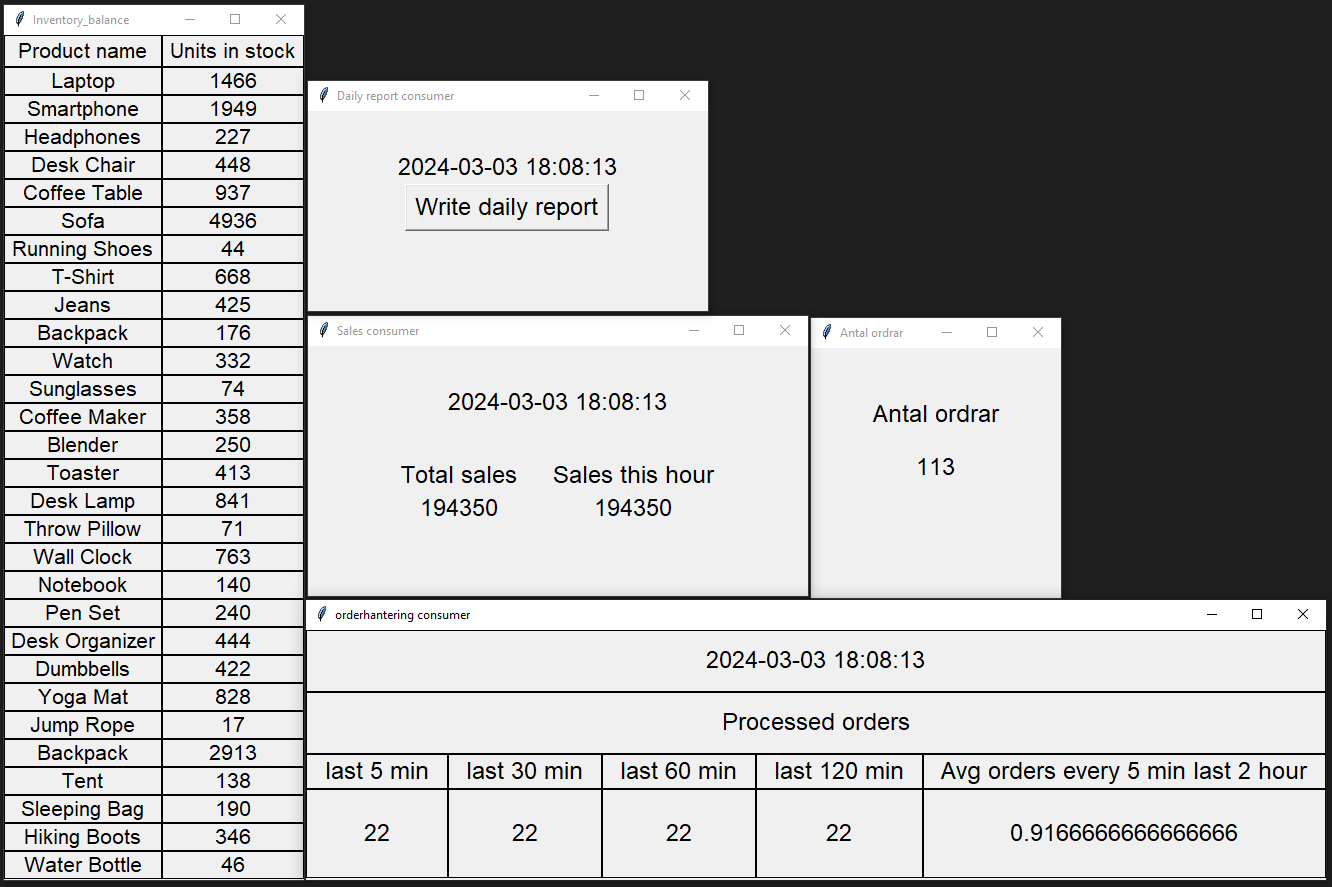 Inventory_balance
Product name Units in stock
Laptop 1466
Smartphone 1949
Headphones 227
Desk Chair 448
Coffee Table 937
Sofa 4936
Running Shoes 44
T-Shirt 668
Jeans 425
Backpack 176
Watch 332
Sunglasses 74
Coffee Maker 358
Blender 250
Toaster 413
Desk Lamp 841
Throw Pillow 71
Wall Clock 763
Notebook 140
Pen Set 240
Desk Organizer 444
Dumbbells 422
Yoga Mat 828
Jump Rope 17
Backpack 2913
Tent 138
Sleeping Bag 190
Hiking Boots 346
Water Bottle 46
Daily report consumer
2024-03-03 18:08:13
Write daily report
Sales consumer
2024-03-03 18:08:13
Total sales Sales this hour
194350 194350
Antal ordrar
Antal ordrar
113
orderhantering consumer
2024-03-03 18:08:13
Processed orders
last 5 min last 30 min last 60 min last 120 min Avg orders every 5 min last 2 hour
22 22 22 22 0.9166666666666666